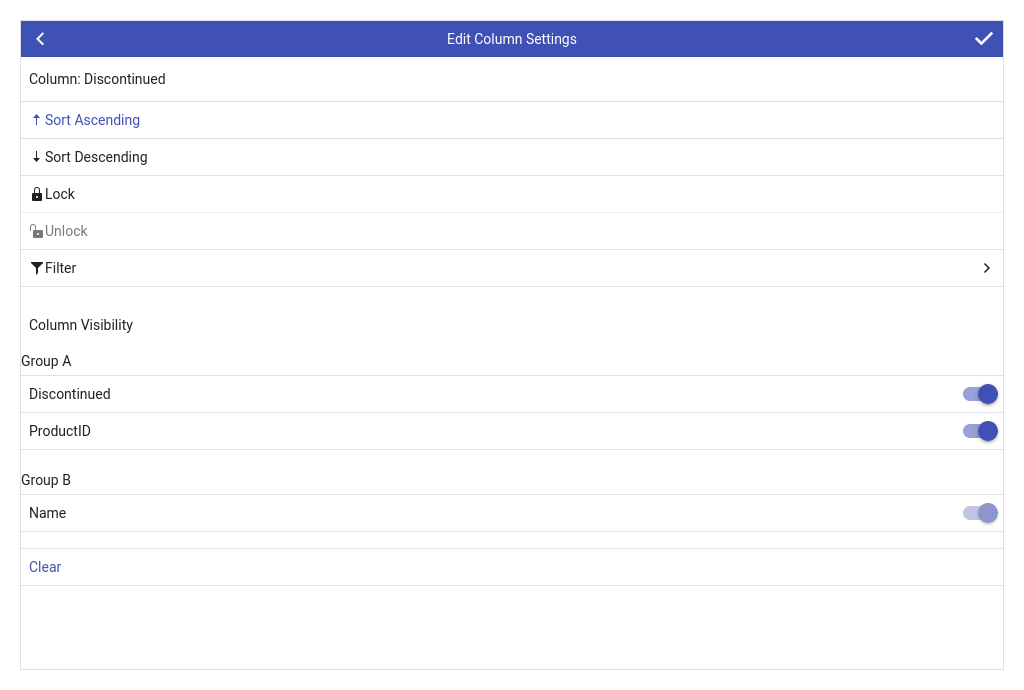 Edit Column Settings
Column: Discontinued
Sort Ascending
Sort Descending
Lock
Unlock
Filter
Column Visibility
Group A
Discontinued
ProductID
Group B
Name
Clear